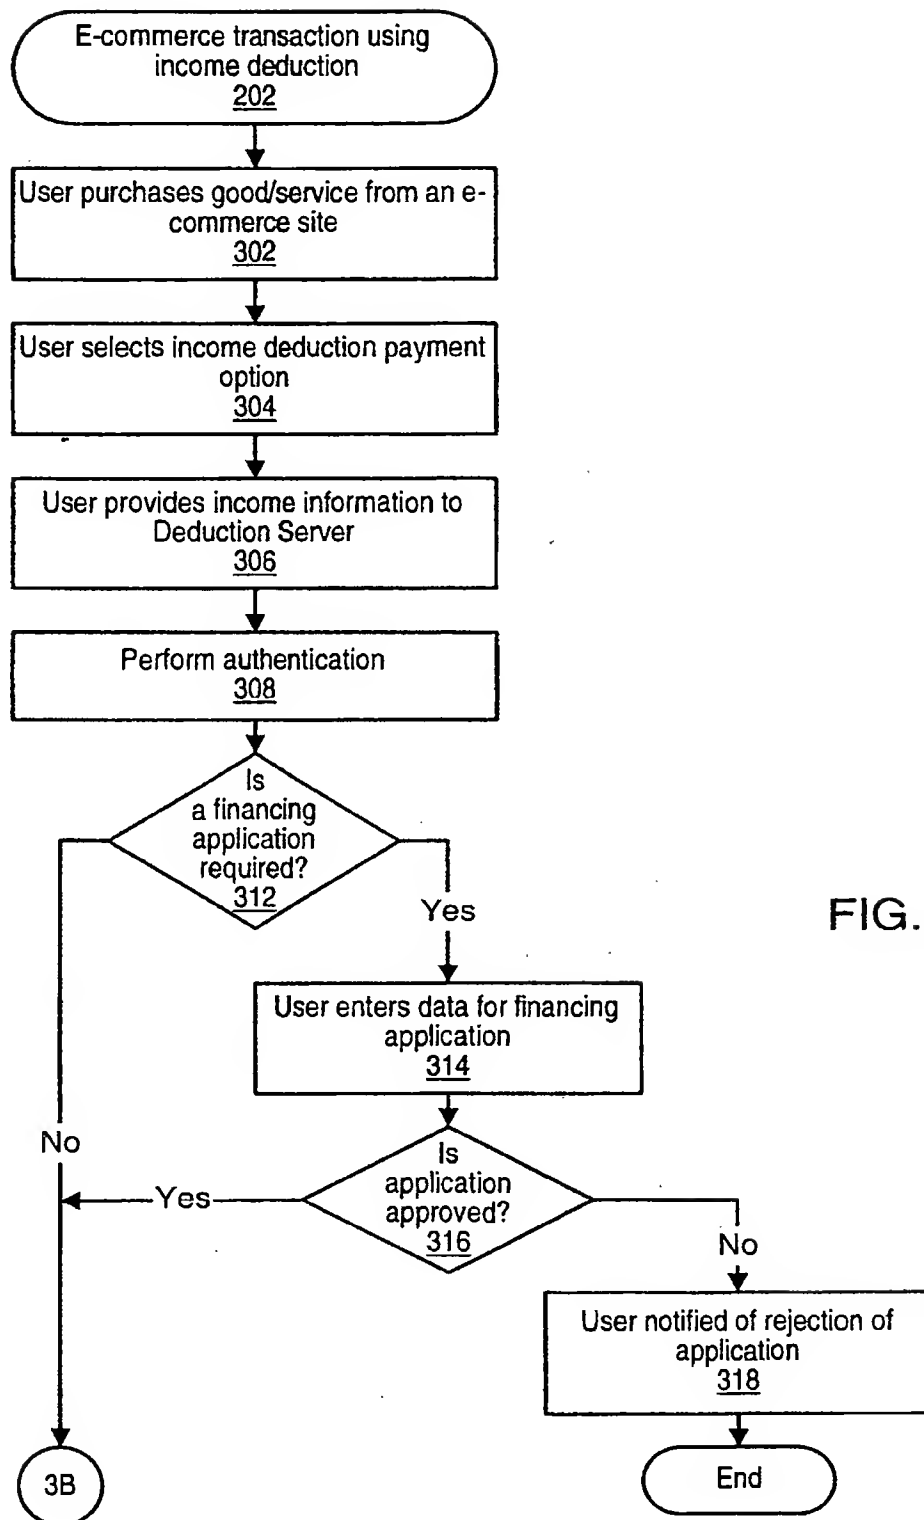 E-commerce transaction using
income deduction
202
User purchases good/service from an e-
commerce site
302
User selects income deduction payment
option
304
User provides income information to
Deduction Server
306
Perform authentication
308
Is
a financing
application
required?
312
Yes
FIG.
User enters data for financing
application
314
No
Is
application
approved?
316
Yes
No
User notified of rejection of
application
318
3B
End